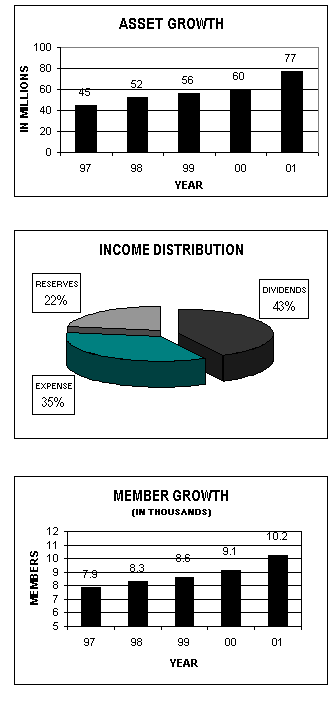 ASSET GROWTH
IN MILLIONS
100
80
60
40
20
0
45
52
56
60
77
97 98 99 00 01
YEAR
INCOME DISTRIBUTION
RESERVES
22%
DIVIDENDS
43%
EXPENSE
35%
MEMBER GROWTH
(IN THOUSANDS)
MEMBERS
12
11
10
9
8
7
6
5
7.9
8.3
8.6
9.1
10.2
97 98 99 00 01
YEAR